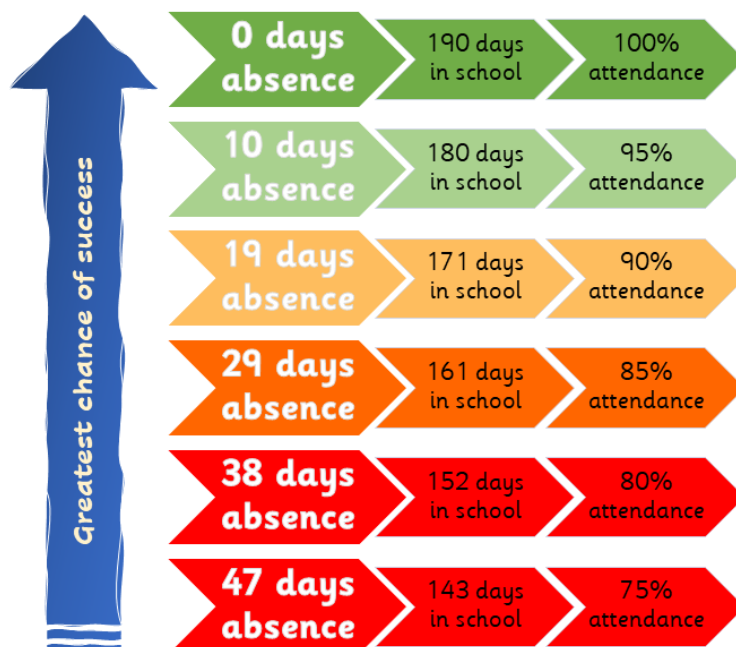 Greatest chance of success
0 days
absence
190 days
in school
100%
attendance
10 days
absence
180 days
in school
95%
attendance
19 days
absence
171 days
in school
90%
attendance
29 days
absence
161 days
in school
85%
attendance
38 days
absence
152 days
in school
80%
attendance
47 days
absence
143 days
in school
75%
attendance